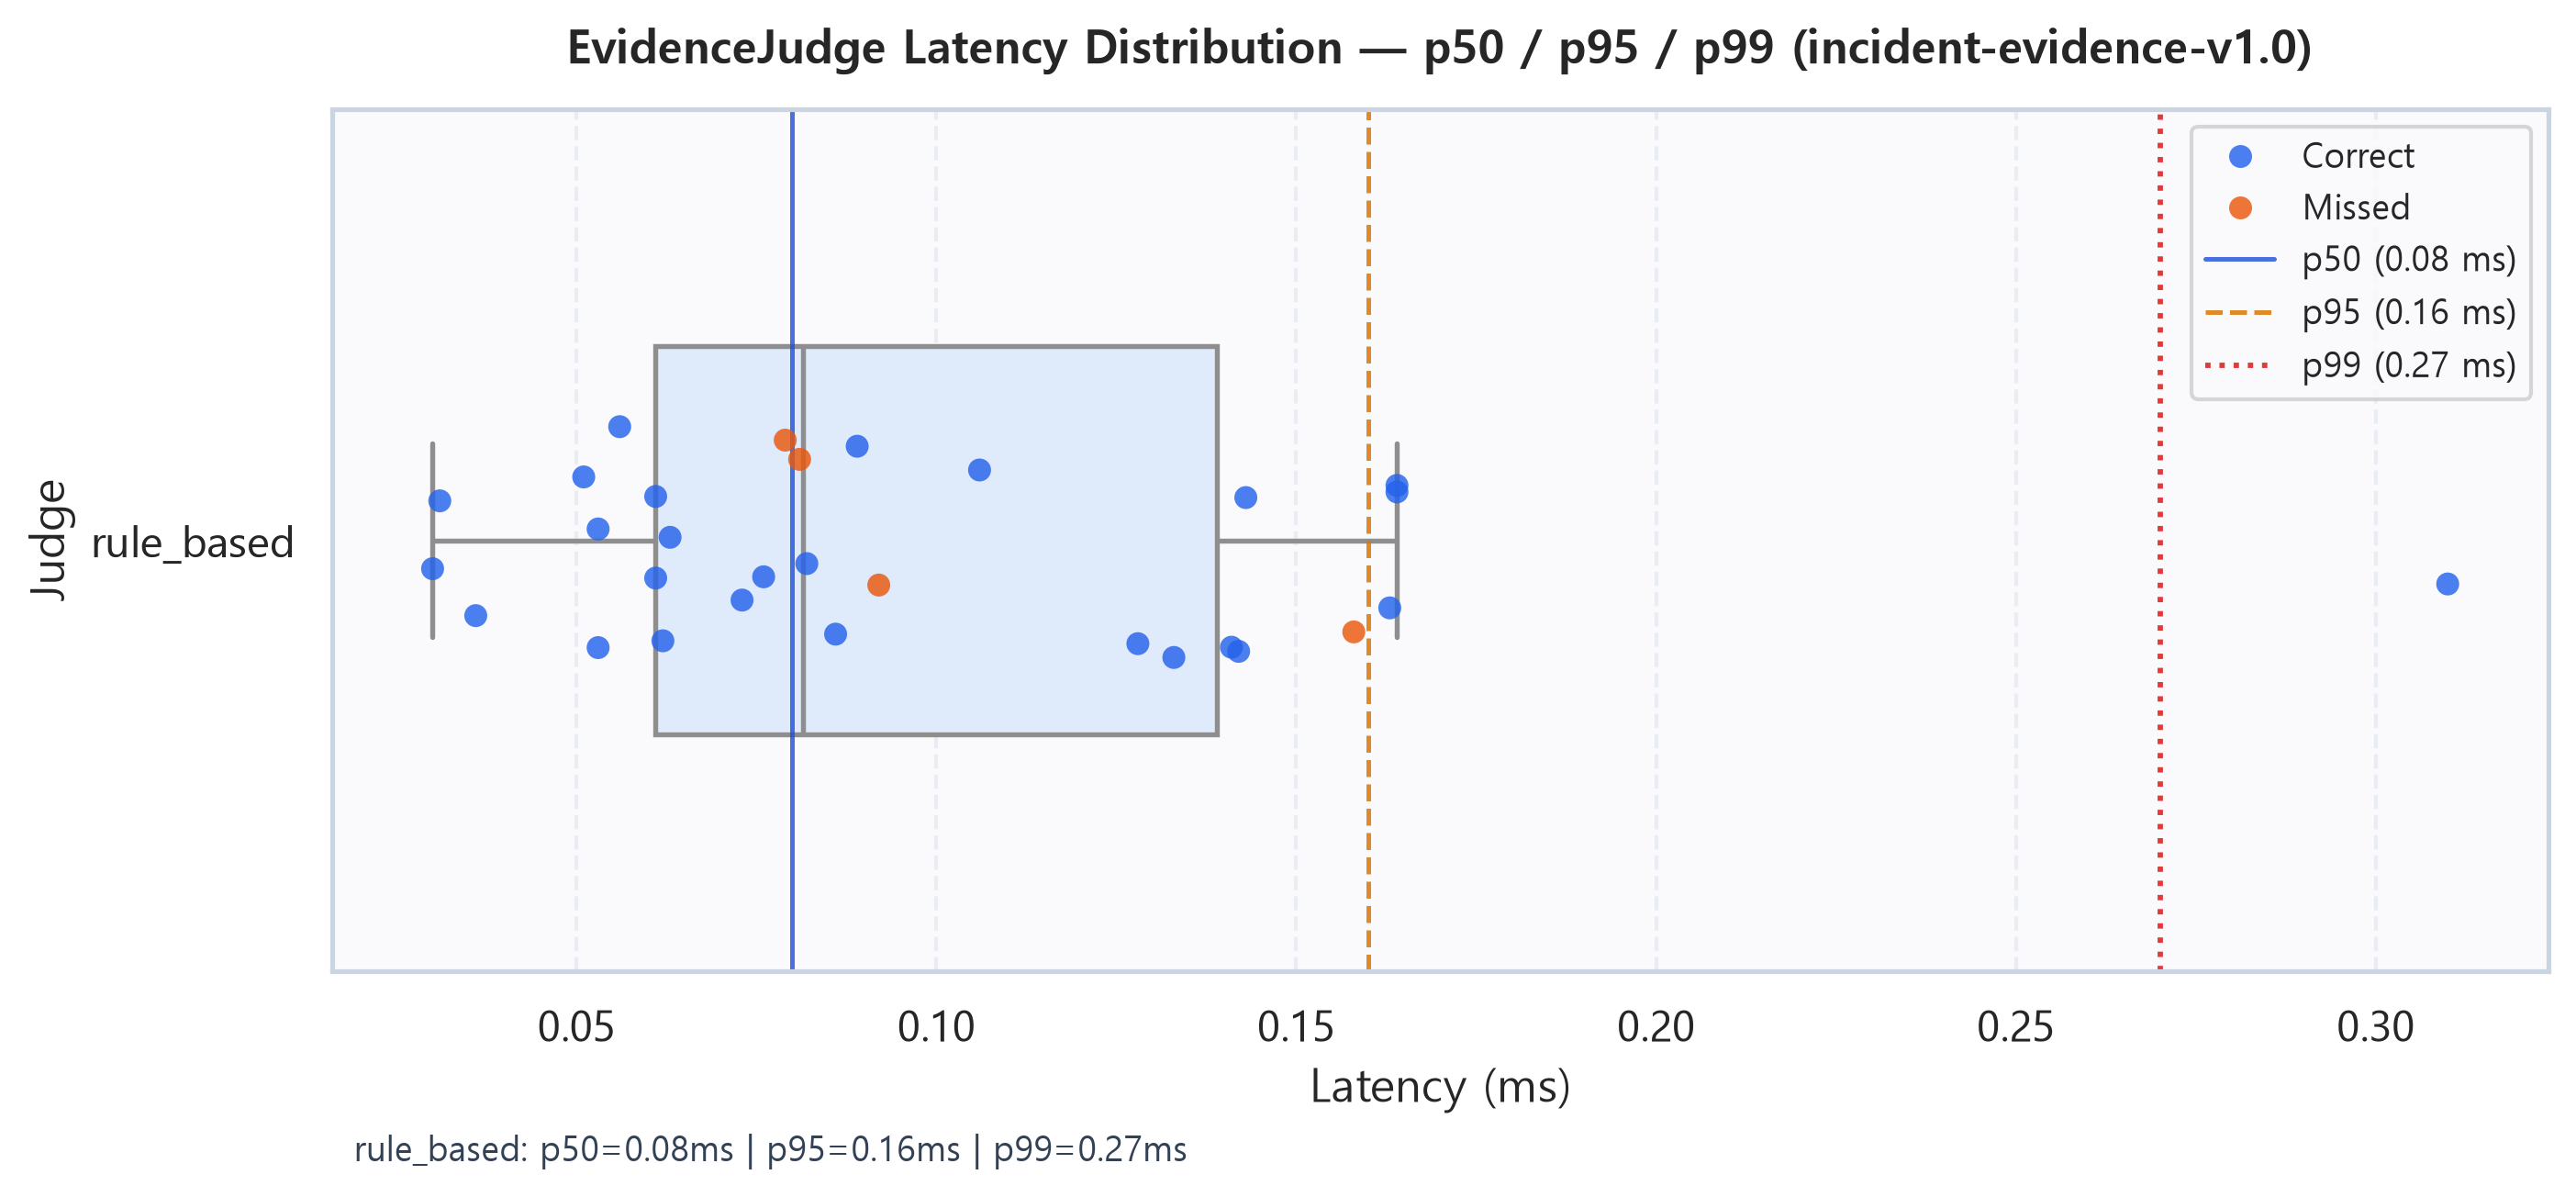 EvidenceJudge Latency Distribution — p50 / p95 / p99 (incident-evidence-v1.0)
Correct
Missed
p50 (0.08 ms)
p95 (0.16 ms)
p99 (0.27 ms)
Judge
rule_based
0.05
0.10
0.15
0.20
0.25
0.30
Latency (ms)
rule_based: p50=0.08ms | p95=0.16ms | p99=0.27ms